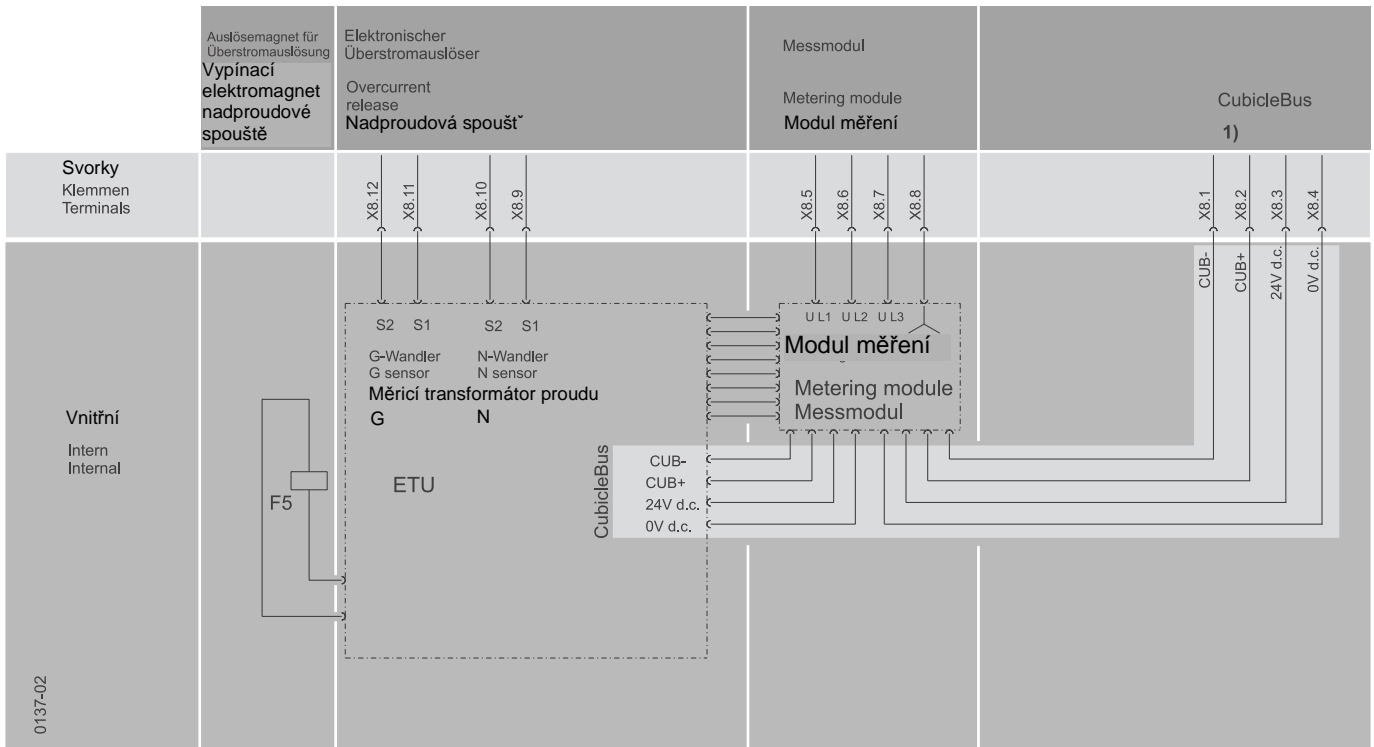 Auslösemagnet für
Überstromauslösung
Vypínací
elektromagnet
nadproudové
spouště
Elektronischer
Überstromauslöser
Overcurrent
release
Nadproudová spoušťˇ
Messmodul
Metering module
Modul měření
CubicleBus
1)
Svorky
Klemmen
Terminals
X8.12
X8.11
X8.10
X8.9
X8.5
X8.6
X8.7
X8.8
X8.1
X8.2
X8.3
X8.4
CUB-
CUB+
24V d.c.
0V d.c.
S2 S1 S2 S1
G-Wandler N-Wandler
G sensor N sensor
Měricí transformátor proudu
G N
ETU
U L1 U L2 U L3
Modul měření
Metering module
Messmodul
Vnitřní
Intern
Internal
F5
CubicleBus
CUB-
CUB+
24V d.c.
0V d.c.
0137-02